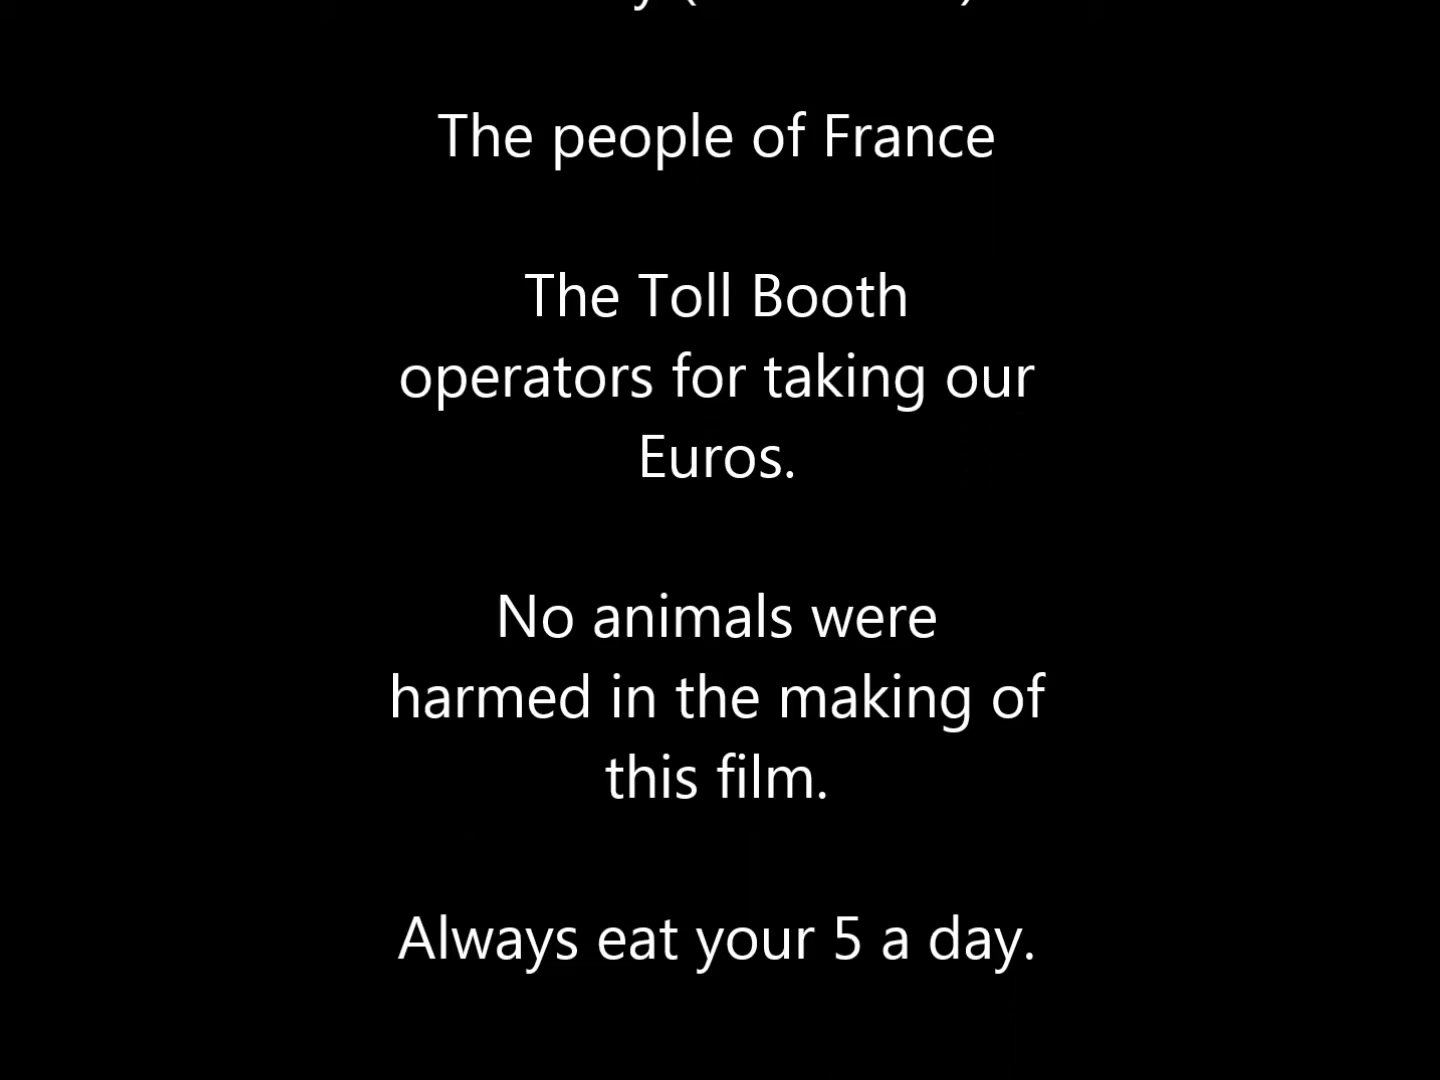 The people of France
The Toll Booth
operators for taking our
Euros.
No animals were
harmed in the making of
this film.
Always eat your 5 a day.